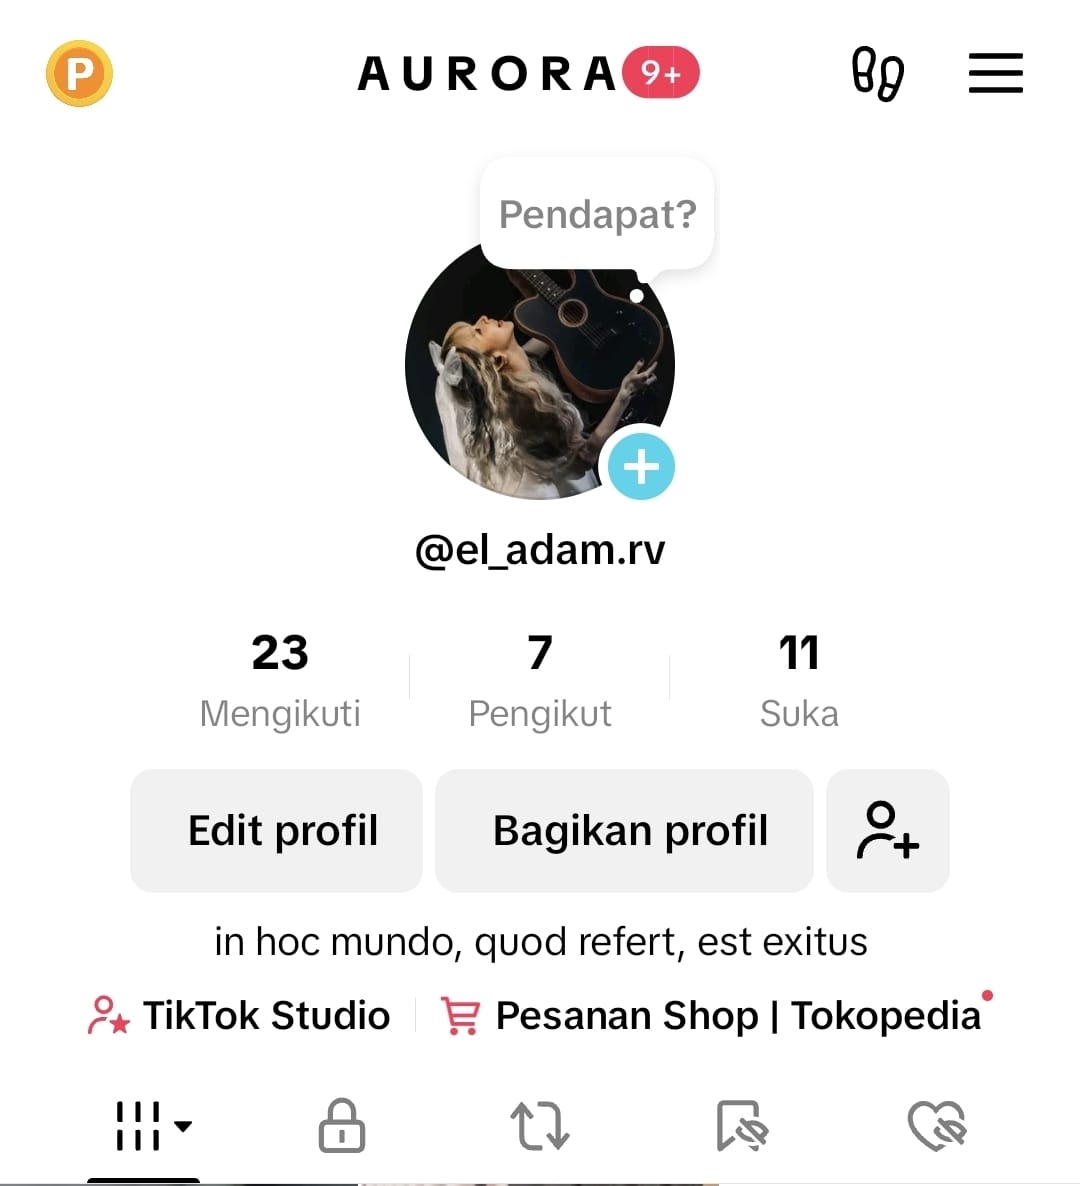 P
AURORA 9+
Pendapat?
@el_adam.rv
23 7 11
Mengikuti Pengikut Suka
Edit profil Bagikan profil
in hoc mundo, quod refert, est exitus
TikTok Studio Pesanan Shop | Tokopedia